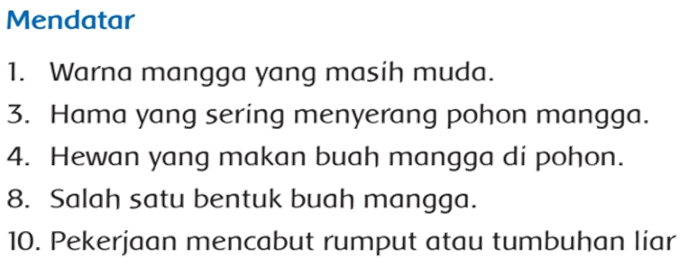 Mendatar
1. Warna mangga yang masih muda.
3. Hama yang sering menyerang pohon mangga.
4. Hewan yang makan buah mangga di pohon.
8. Salah satu bentuk buah mangga.
10. Pekerjaan mencabut rumput atau tumbuhan liar